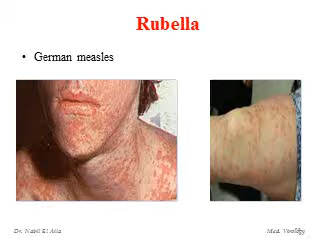 Rubella
• German measles
Dr. Nabil El Aila
Med. Virology